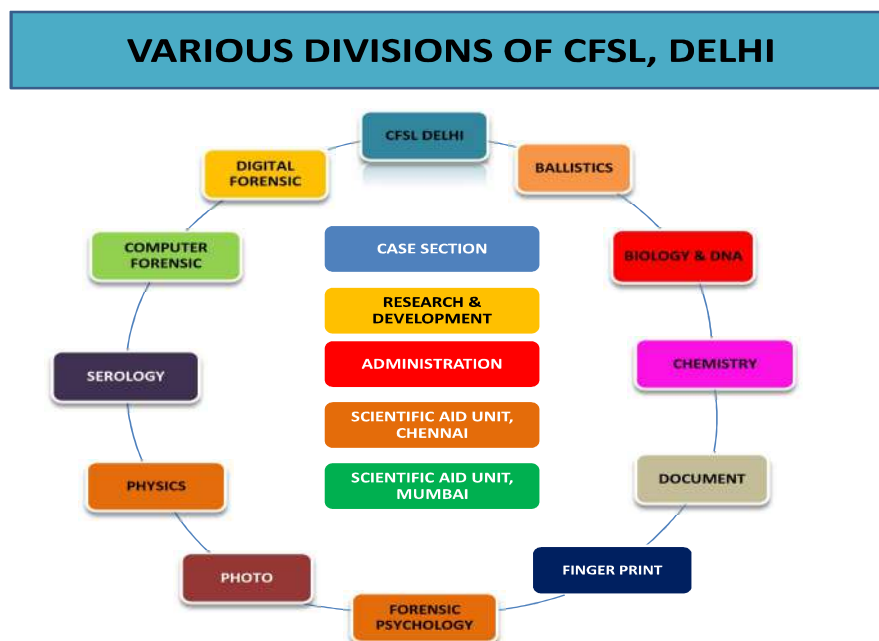 VARIOUS DIVISIONS OF CFSL, DELHI
CFSL DELHI
BALLISTICS
BIOLOGY & DNA
CHEMISTRY
DOCUMENT
FINGER PRINT
FORENSIC
PSYCHOLOGY
PHOTO
PHYSICS
SEROLOGY
COMPUTER
FORENSIC
DIGITAL
FORENSIC
CASE SECTION
RESEARCH &
DEVELOPMENT
ADMINISTRATION
SCIENTIFIC AID UNIT,
CHENNAI
SCIENTIFIC AID UNIT,
MUMBAI